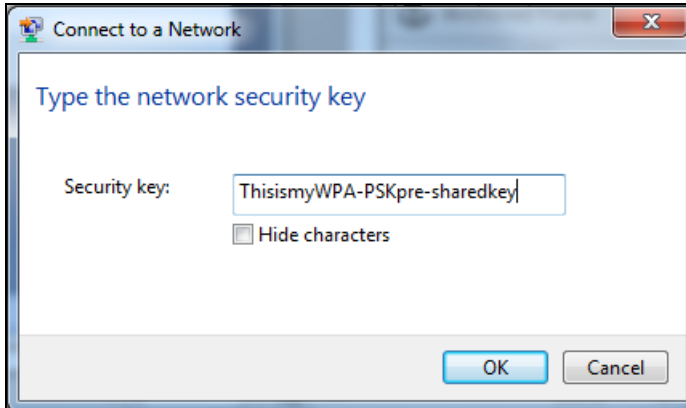 Connect to a Network
Type the network security key
Security key: ThisismyWPA-PSKpre-sharedkey
Hide characters
OK Cancel